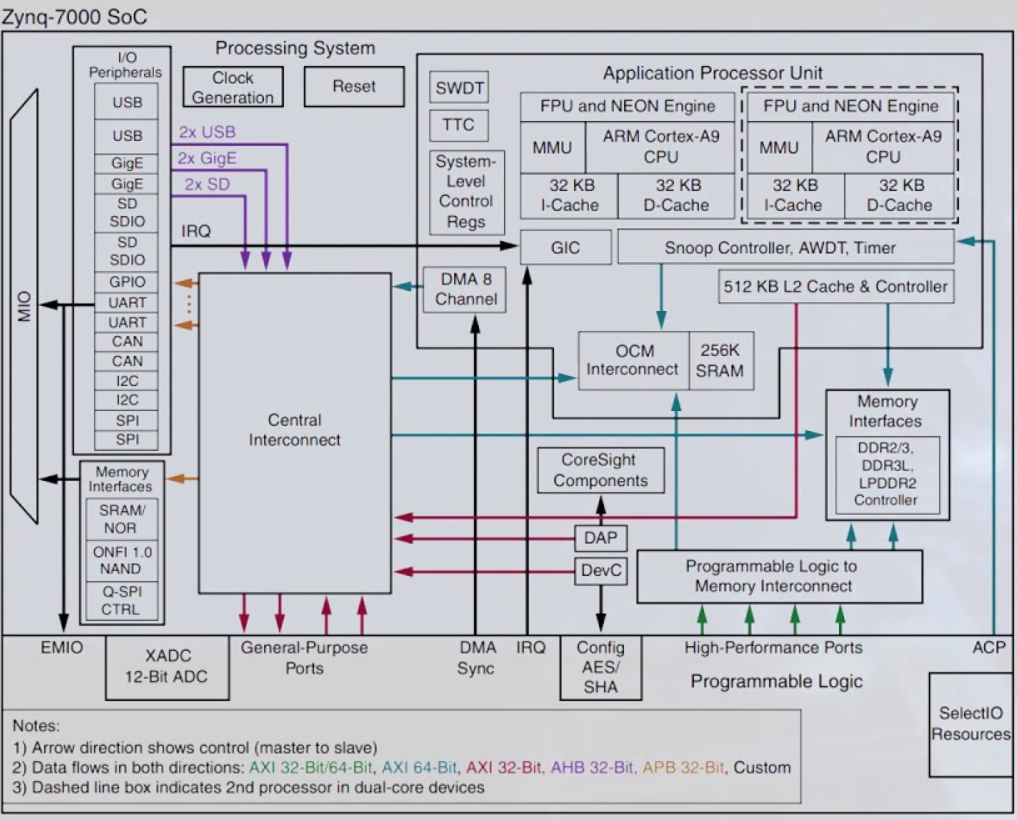 Zynq-7000 SoC
Processing System
I/O
Peripherals
USB
USB
GigE
GigE
SD
SDIO
SD
SDIO
GPIO
UART
UART
CAN
CAN
I2C
I2C
SPI
SPI
MIO
Clock
Generation
Reset
2x USB
2x GigE
2x SD
IRQ
SWDT
TTC
System-
Level
Control
Regs
Application Processor Unit
FPU and NEON Engine
MMU
ARM Cortex-A9
CPU
32 KB
I-Cache
32 KB
D-Cache
FPU and NEON Engine
MMU
ARM Cortex-A9
CPU
32 KB
I-Cache
32 KB
D-Cache
GIC
Snoop Controller, AWDT, Timer
DMA 8
Channel
512 KB L2 Cache & Controller
OCM
Interconnect
256K
SRAM
Central
Interconnect
Memory
Interfaces
DDR2/3,
DDR3L,
LPDDR2
Controller
CoreSight
Components
DAP
DevC
Programmable Logic to
Memory Interconnect
Memory
Interfaces
SRAM/
NOR
ONFI 1.0
NAND
Q-SPI
CTRL
EMIO
XADC
12-Bit ADC
General-Purpose
Ports
DMA
Sync
IRQ
Config
AES/
SHA
High-Performance Ports
ACP
Programmable Logic
SelectIO
Resources
Notes:
1) Arrow direction shows control (master to slave)
2) Data flows in both directions: AXI 32-Bit/64-Bit, AXI 64-Bit, AXI 32-Bit, AHB 32-Bit, APB 32-Bit, Custom
3) Dashed line box indicates 2nd processor in dual-core devices